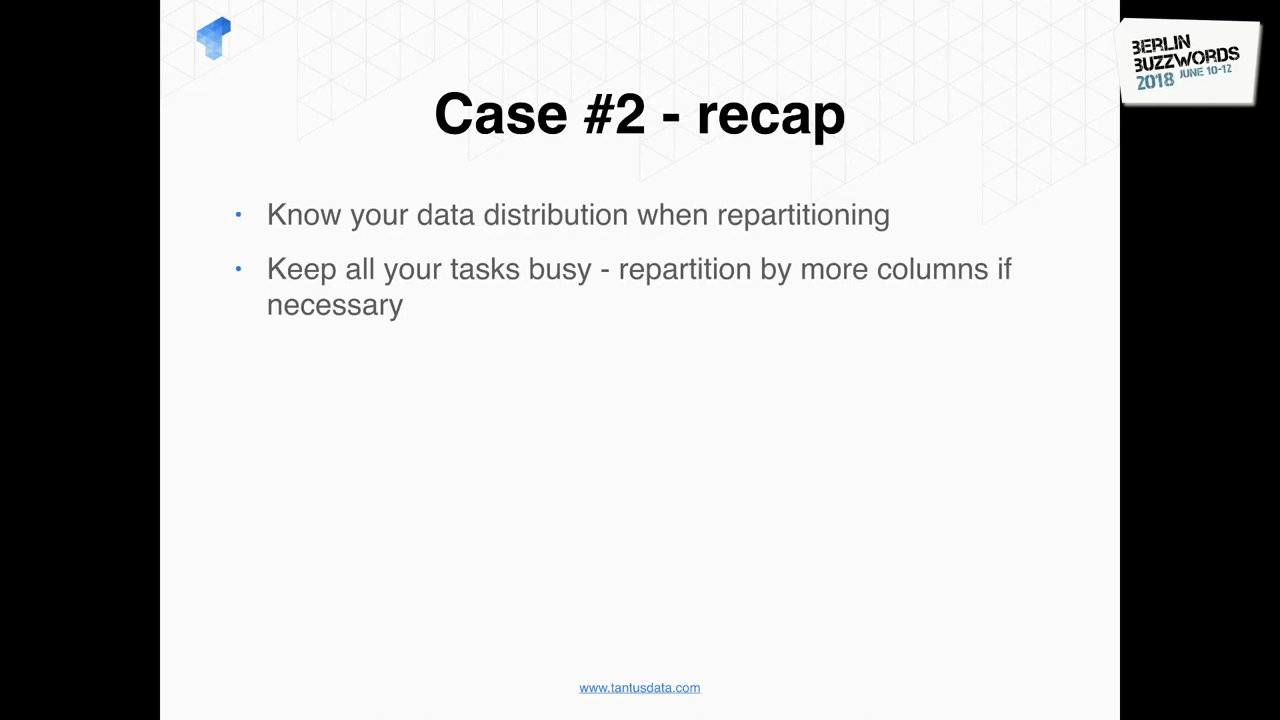 BERLIN
BUZZWORDS
2018 JUNE 10-12
Case #2 - recap
• Know your data distribution when repartitioning
• Keep all your tasks busy - repartition by more columns if
necessary
www.tantusdata.com